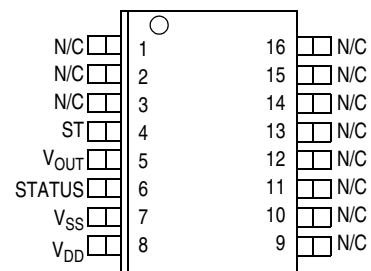 N/C 1 16 N/C
N/C 2 15 N/C
N/C 3 14 N/C
ST 4 13 N/C
VOUT 5 12 N/C
STATUS 6 11 N/C
VSS 7 10 N/C
VDD 8 9 N/C